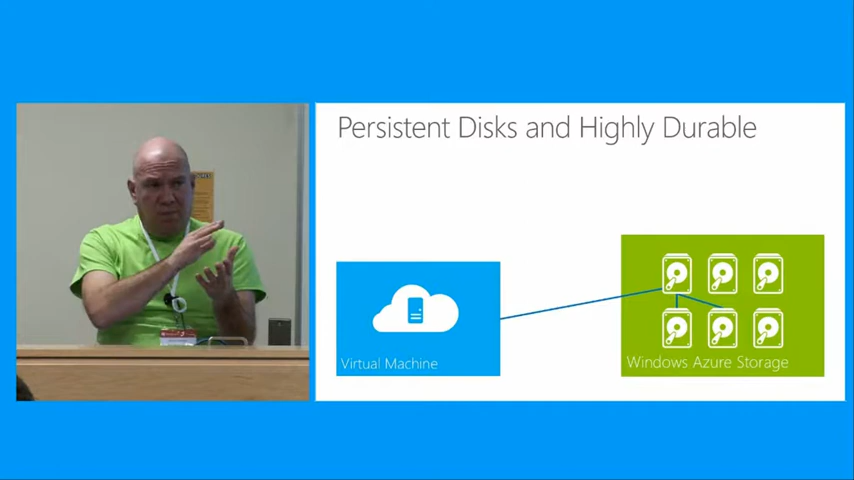 Persistent Disks and Highly Durable
Virtual Machine
Windows Azure Storage